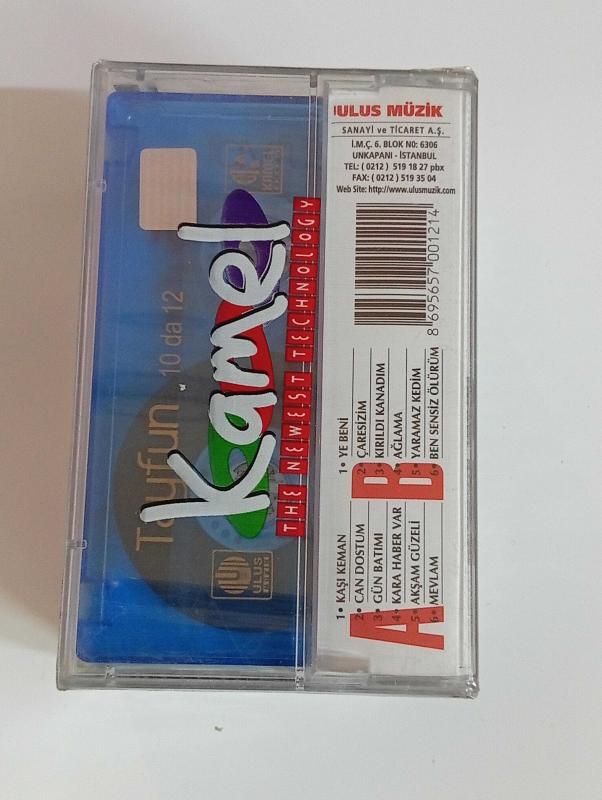 ULUS MÜZİK
SANAYİ ve TİCARET A.Ş.
İ.M.Ç. 6. BLOK NO: 6306
UNKAPANI - İSTANBUL
TEL: ( 0212 ) 519 18 27 pbx
FAX: ( 0212 ) 519 35 04
Web Site: http://www.ulusmuzik.com
8 695657 001214
A
1• KAŞI KEMAN
2• CAN DOSTUM
3• GÜN BATIMI
4• KARA HABER VAR
5• AKŞAM GÜZELİ
6• MEVLAM
B
1• YE BENİ
2• ÇARESİZİM
3• KIRILDI KANADIM
4• AĞLAMA
5• YARAMAZ KEDİM
6• BEN SENSİZ ÖLÜRÜM
Kamel
THE NEWEST TECHNOLOGY
Tayfun
10 da 12
ULUS